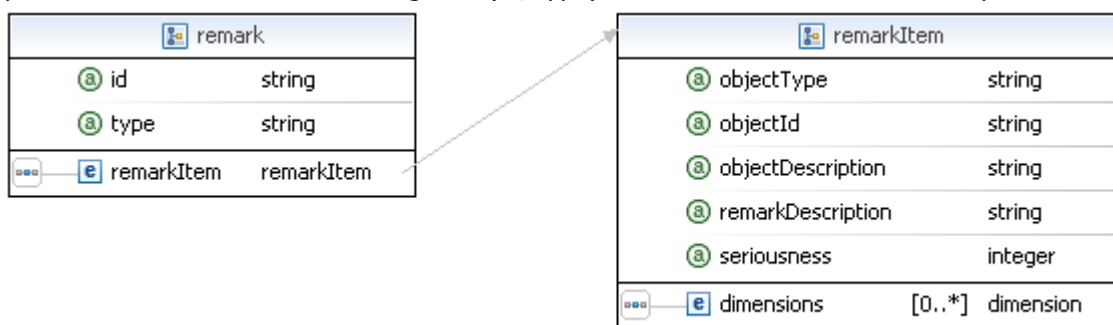 remark
id string
type string
remarkItem remarkItem
remarkItem
objectType string
objectId string
objectDescription string
remarkDescription string
seriousness integer
dimensions [0..*] dimension